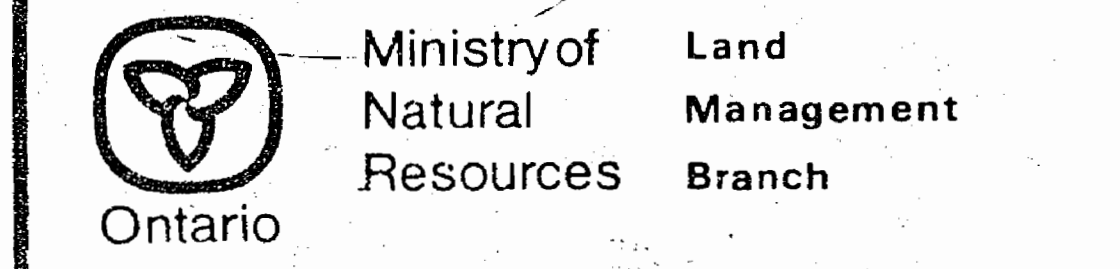 Ministry of
Natural
Resources
Land
Management
Branch
Ontario